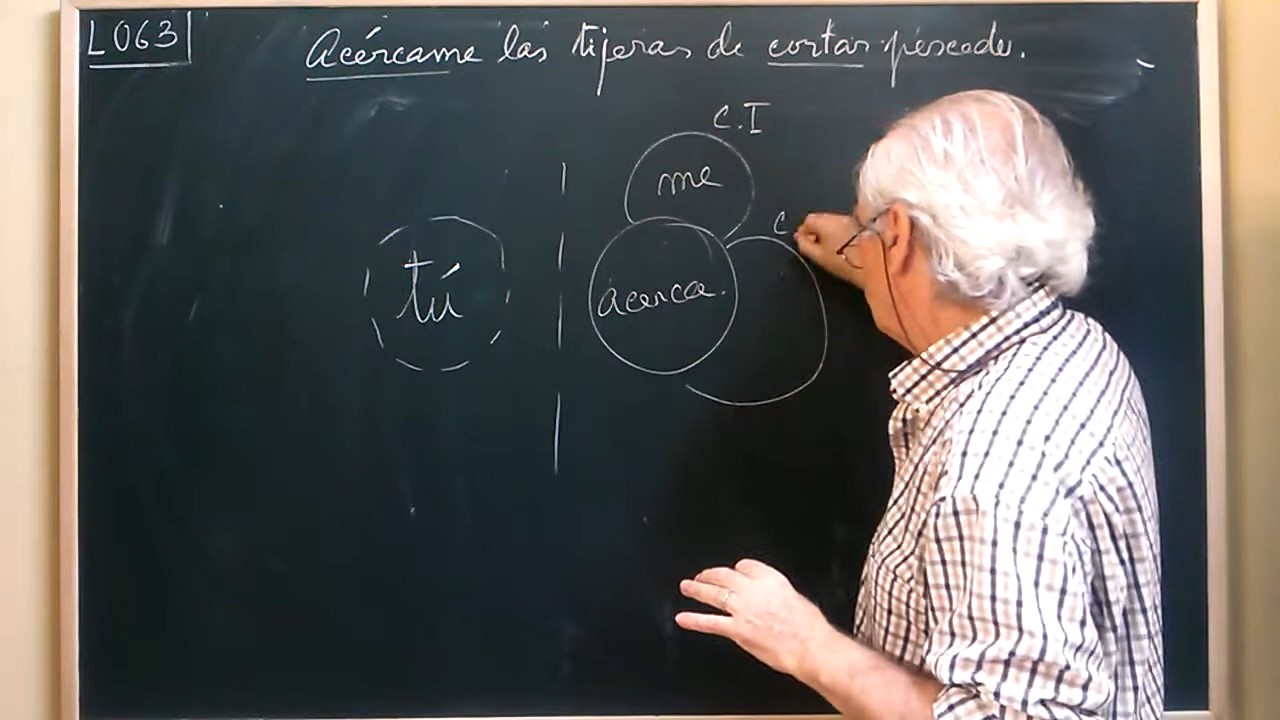 L063
Acércame las tijeras de cortar pescado.
C.I
me
C
tú
acerca.